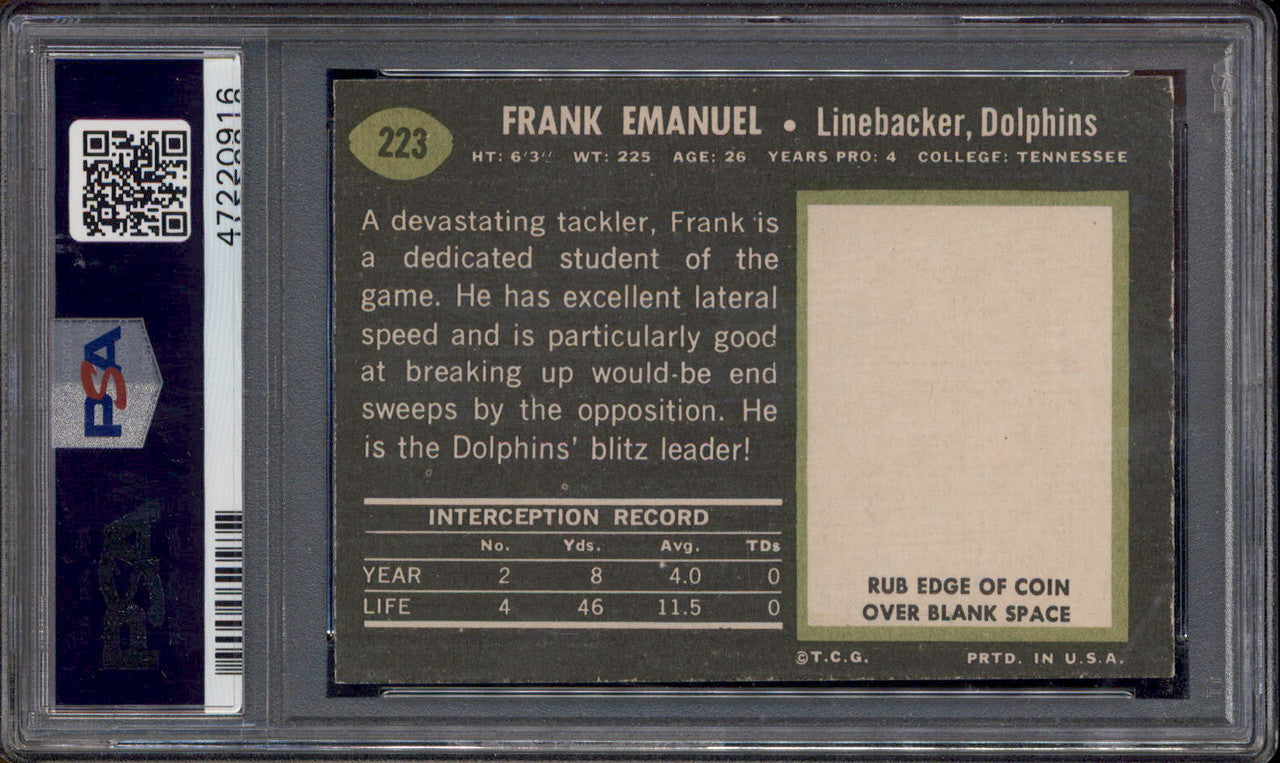 47220916
PSA
223
FRANK EMANUEL • Linebacker, Dolphins
HT: 6'3" WT: 225 AGE: 26 YEARS PRO: 4 COLLEGE: TENNESSEE
A devastating tackler, Frank is
a dedicated student of the
game. He has excellent lateral
speed and is particularly good
at breaking up would-be end
sweeps by the opposition. He
is the Dolphins' blitz leader!
INTERCEPTION RECORD
No. Yds. Avg. TDs
YEAR 2 8 4.0 0
LIFE 4 46 11.5 0
RUB EDGE OF COIN
OVER BLANK SPACE
©T.C.G. PRTD. IN U.S.A.
PSA